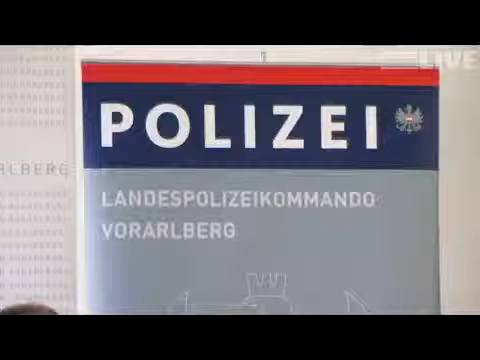 LIVE
POLIZEI
RLBERG
LANDESPOLIZEIKOMMANDO
VORARLBERG